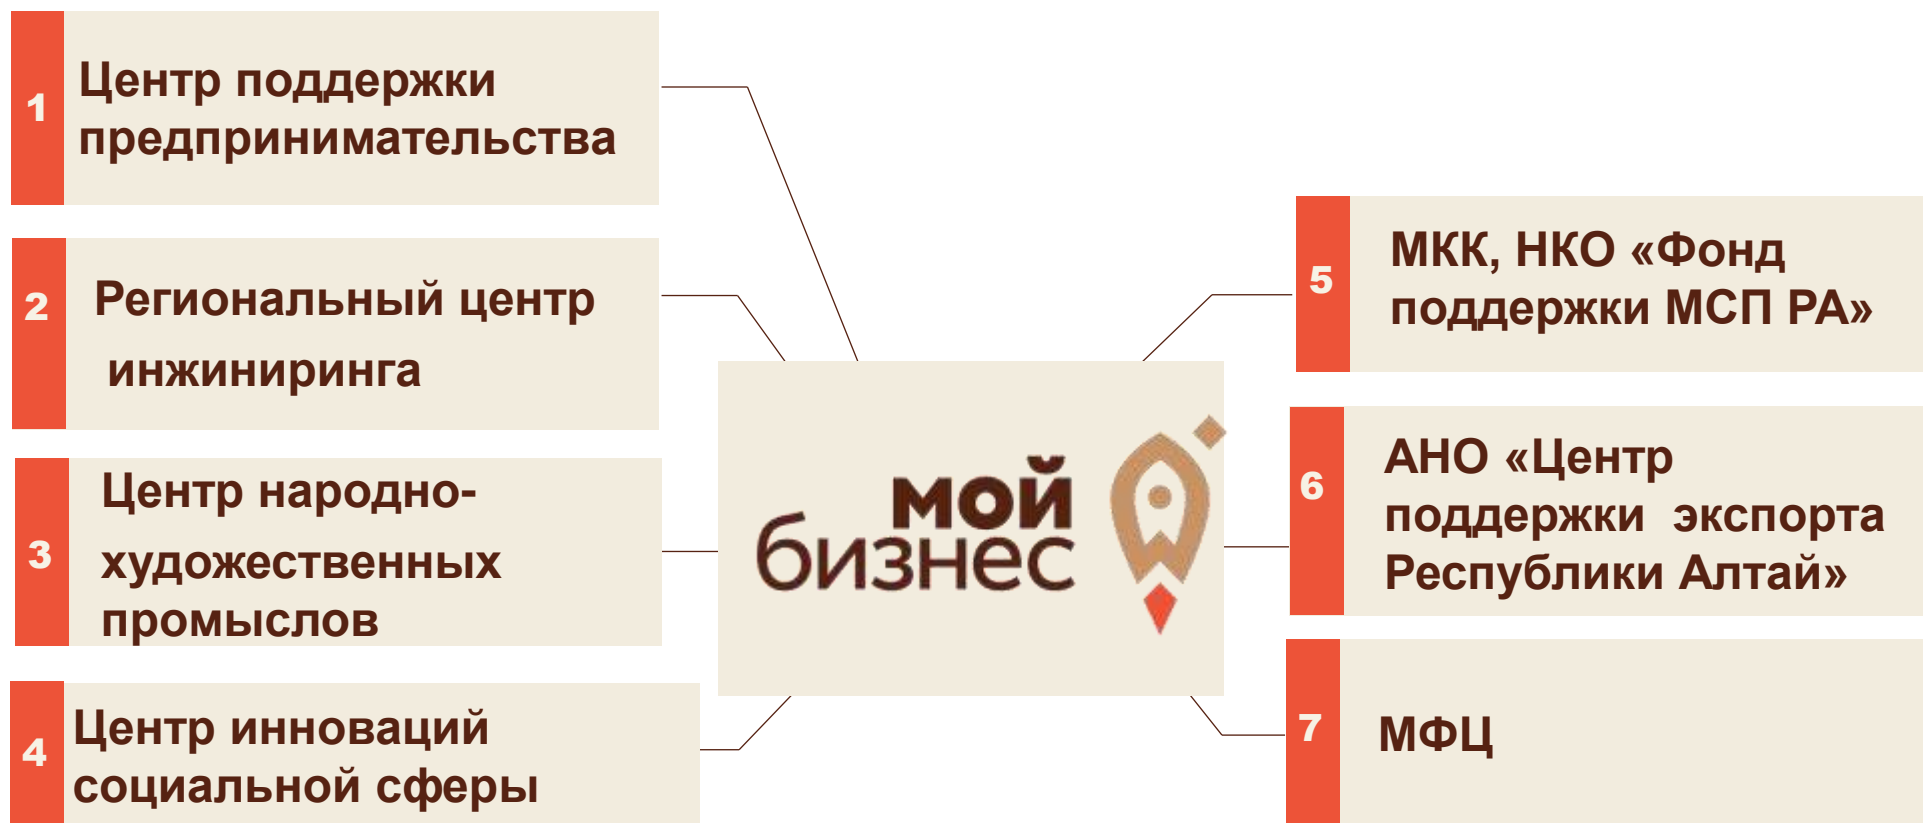 1
Центр поддержки
предпринимательства
2
Региональный центр
инжиниринга
3
Центр народно-
художественных
промыслов
4
Центр инноваций
социальной сферы
мой
бизнес
5
МКК, НКО «Фонд
поддержки МСП РА»
6
АНО «Центр
поддержки экспорта
Республики Алтай»
7
МФЦ